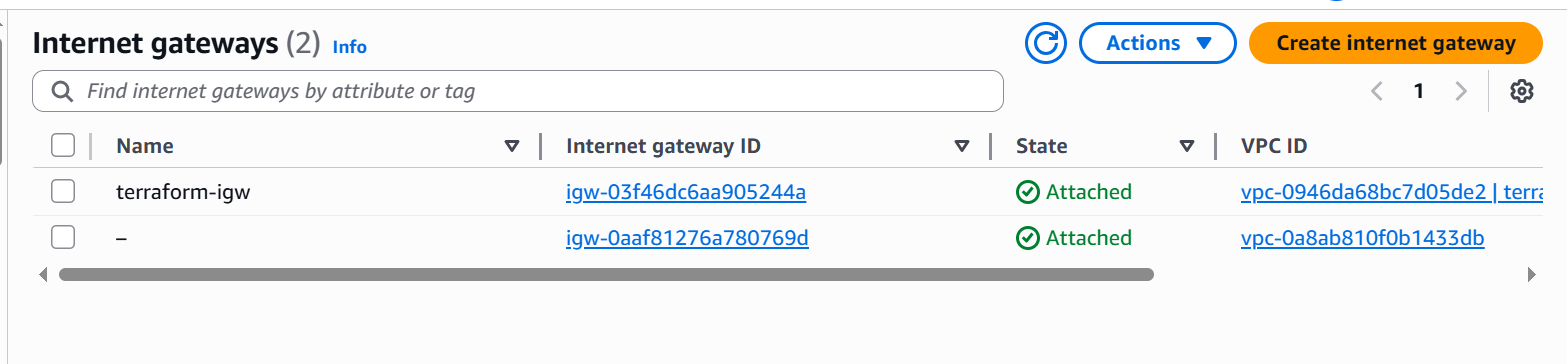 Internet gateways (2) Info
Actions
Create internet gateway
Find internet gateways by attribute or tag
1
Name Internet gateway ID State VPC ID
terraform-igw igw-03f46dc6aa905244a Attached vpc-0946da68bc7d05de2 | terra
– igw-0aaf81276a780769d Attached vpc-0a8ab810f0b1433db